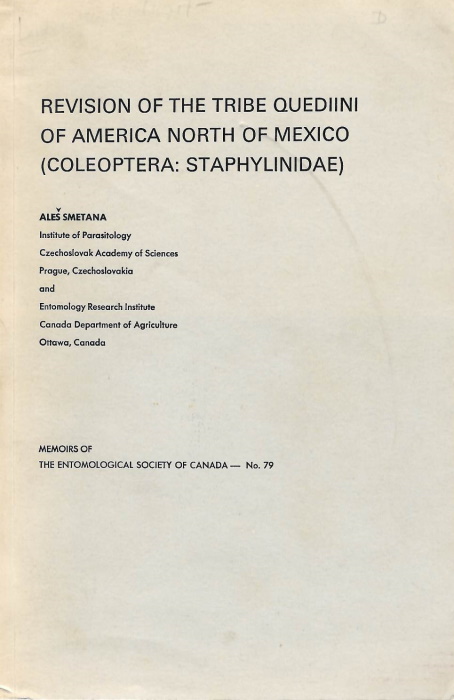 REVISION OF THE TRIBE QUEDIINI
OF AMERICA NORTH OF MEXICO
(COLEOPTERA: STAPHYLINIDAE)
ALEŠ SMETANA
Institute of Parasitology
Czechoslovak Academy of Sciences
Prague, Czechoslovakia
and
Entomology Research Institute
Canada Department of Agriculture
Ottawa, Canada
MEMOIRS OF
THE ENTOMOLOGICAL SOCIETY OF CANADA — No. 79